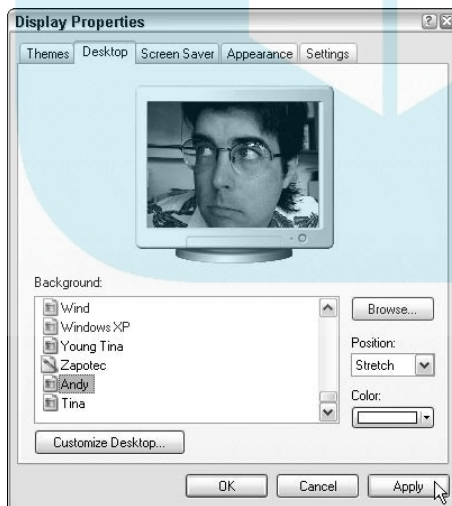 Display Properties
Themes Desktop Screen Saver Appearance Settings
Background:
Wind
Windows XP
Young Tina
Zapotec
Andy
Tina
Browse...
Position:
Stretch
Color:
Customize Desktop...
OK Cancel Apply